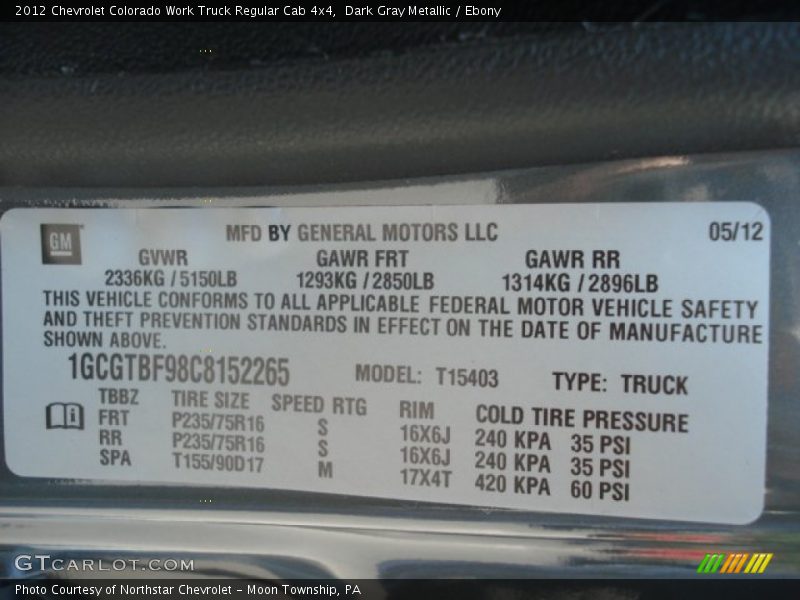 2012 Chevrolet Colorado Work Truck Regular Cab 4x4,  Dark Gray Metallic / Ebony
GM MFD BY GENERAL MOTORS LLC 05/12
GVWR GAWR FRT GAWR RR
2336KG / 5150LB 1293KG / 2850LB 1314KG / 2896LB
THIS VEHICLE CONFORMS TO ALL APPLICABLE FEDERAL MOTOR VEHICLE SAFETY
AND THEFT PREVENTION STANDARDS IN EFFECT ON THE DATE OF MANUFACTURE
SHOWN ABOVE.
1GCGTBF98C8152265 MODEL: T15403 TYPE: TRUCK
TBBZ TIRE SIZE SPEED RTG RIM COLD TIRE PRESSURE
FRT P235/75R16 S 16X6J 240 KPA 35 PSI
RR P235/75R16 S 16X6J 240 KPA 35 PSI
SPA T155/90D17 M 17X4T 420 KPA 60 PSI
GTCARLOT.COM
Photo Courtesy of Northstar Chevrolet - Moon Township, PA